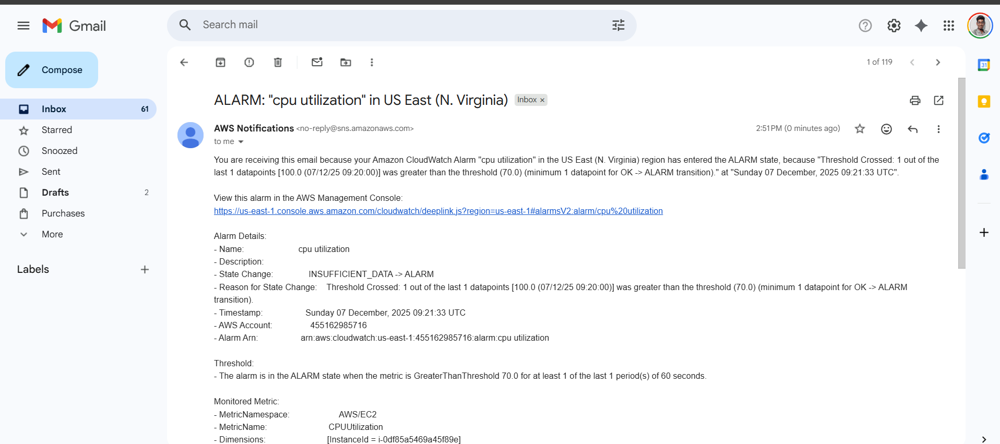 Gmail
Search mail
Compose
1 of 119
Inbox 61
Starred
Snoozed
Sent
Drafts 2
Purchases
More
Labels
ALARM: "cpu utilization" in US East (N. Virginia) Inbox ×
AWS Notifications <no-reply@sns.amazonaws.com> 2:51 PM (0 minutes ago)
to me
You are receiving this email because your Amazon CloudWatch Alarm "cpu utilization" in the US East (N. Virginia) region has entered the ALARM state, because "Threshold Crossed: 1 out of the
last 1 datapoints [100.0 (07/12/25 09:20:00)] was greater than the threshold (70.0) (minimum 1 datapoint for OK -> ALARM transition)." at "Sunday 07 December, 2025 09:21:33 UTC".
View this alarm in the AWS Management Console:
https://us-east-1.console.aws.amazon.com/cloudwatch/deeplink.js?region=us-east-1#alarmsV2:alarm/cpu%20utilization
Alarm Details:
- Name: cpu utilization
- Description:
- State Change: INSUFFICIENT_DATA -> ALARM
- Reason for State Change: Threshold Crossed: 1 out of the last 1 datapoints [100.0 (07/12/25 09:20:00)] was greater than the threshold (70.0) (minimum 1 datapoint for OK -> ALARM
transition).
- Timestamp: Sunday 07 December, 2025 09:21:33 UTC
- AWS Account: 455162985716
- Alarm Arn: arn:aws:cloudwatch:us-east-1:455162985716:alarm:cpu utilization
Threshold:
- The alarm is in the ALARM state when the metric is GreaterThanThreshold 70.0 for at least 1 of the last 1 period(s) of 60 seconds.
Monitored Metric:
- MetricNamespace: AWS/EC2
- MetricName: CPUUtilization
- Dimensions: [InstanceId = i-0df85a5469a45f89e]
31